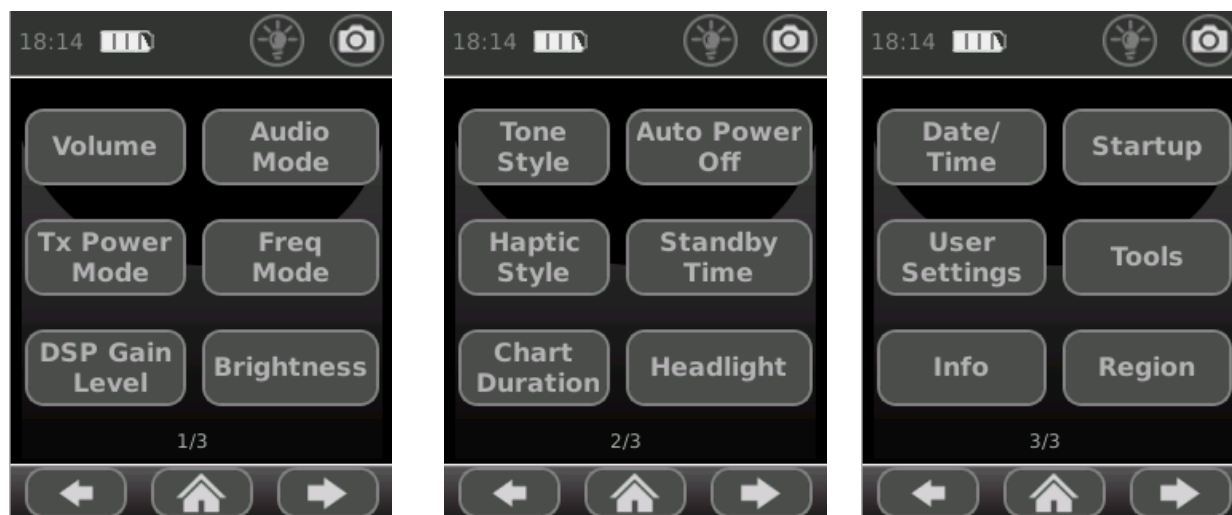 18:14
Volume
Audio
Mode
Tx Power
Mode
Freq
Mode
DSP Gain
Level
Brightness
1/3
18:14
Tone
Style
Auto Power
Off
Haptic
Style
Standby
Time
Chart
Duration
Headlight
2/3
18:14
Date/
Time
Startup
User
Settings
Tools
Info
Region
3/3